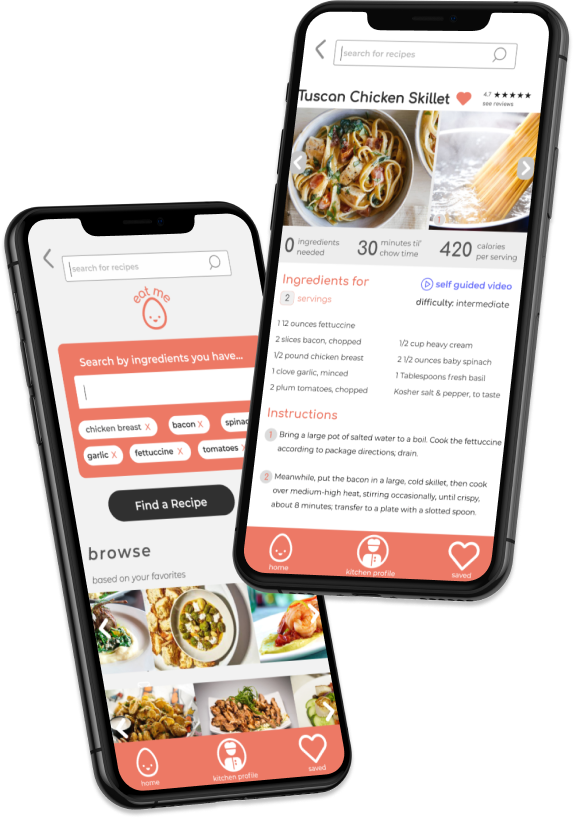 search for recipes
Tuscan Chicken Skillet
4.7 ★★★★★
see reviews
0 ingredients needed
30 minutes til' chow time
420 calories per serving
Ingredients for
2 servings
self guided video
difficulty: intermediate
1 12 ounces fettuccine
2 slices bacon, chopped
1/2 pound chicken breast
1 clove garlic, minced
2 plum tomatoes, chopped
1/2 cup heavy cream
2 1/2 ounces baby spinach
1 Tablespoons fresh basil
Kosher salt & pepper, to taste
Instructions
1 Bring a large pot of salted water to a boil. Cook the fettuccine
according to package directions; drain.
2 Meanwhile, put the bacon in a large, cold skillet, then cook
over medium-high heat, stirring occasionally, until crispy,
about 8 minutes; transfer to a plate with a slotted spoon.
home
kitchen profile
saved
search for recipes
eat me
Search by ingredients you have...
chicken breast X
bacon X
spinac
garlic X
fettuccine X
tomatoes
Find a Recipe
browse
based on your favorites
home
kitchen profile
saved